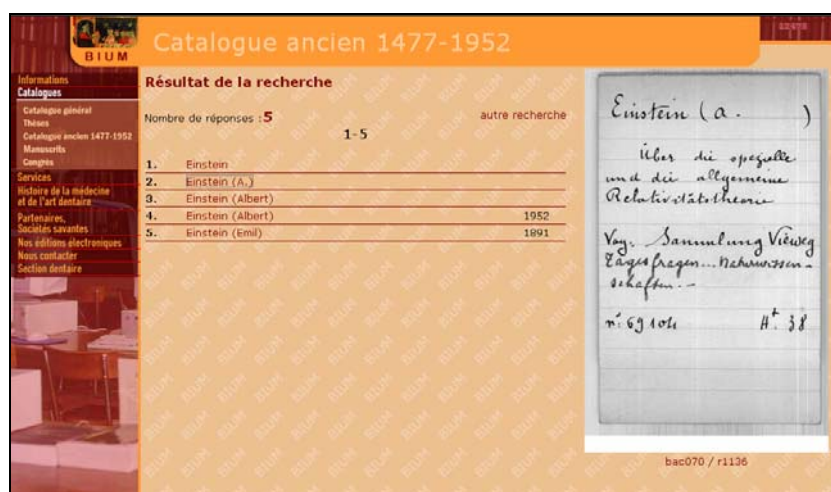 BIUM
Catalogue ancien 1477-1952
Informations
Catalogues
Catalogue général
Thèses
Catalogue ancien 1477-1952
Manuscrits
Congrès
Services
Histoire de la médecine
et de l'art dentaire
Partenaires,
Sociétés savantes
Nos éditions électroniques
Nous contacter
Section dentaire
Résultat de la recherche
Nombre de réponses : 5
autre recherche
1-5
1. Einstein
2. Einstein (A.)
3. Einstein (Albert)
4. Einstein (Albert) 1952
5. Einstein (Emil) 1891
Einstein (A. )
Über die spezielle
und die allgemeine
Relativitätstheorie
Voy. Sammlung Vieweg
Tagesfragen... Naturwissen-
schaften.-
n° 69104 Ht. 38
bac070 / r1136